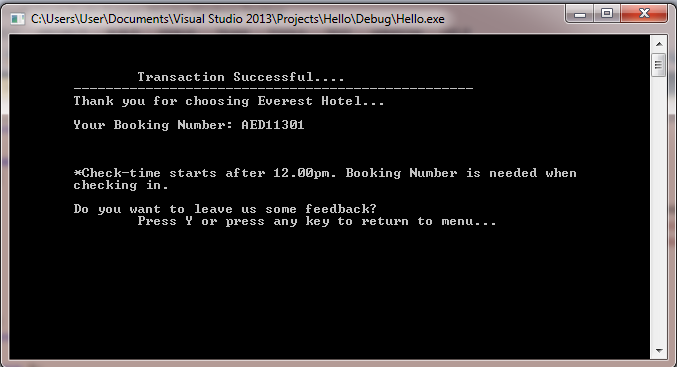 C:\Users\User\Documents\Visual Studio 2013\Projects\Hello\Debug\Hello.exe
Transaction Successful....
--------------------------------------------------
Thank you for choosing Everest Hotel...
Your Booking Number: AED11301
*Check-time starts after 12.00pm. Booking Number is needed when
checking in.
Do you want to leave us some feedback?
Press Y or press any key to return to menu...